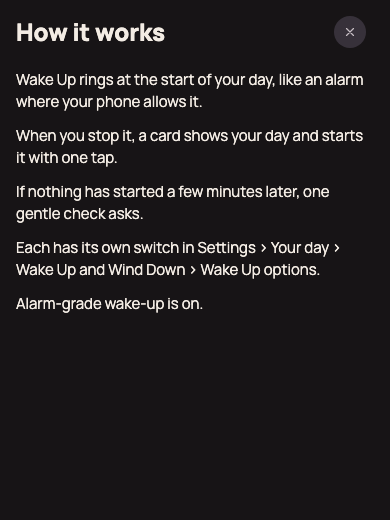 How it works
Wake Up rings at the start of your day, like an alarm
where your phone allows it.
When you stop it, a card shows your day and starts
it with one tap.
If nothing has started a few minutes later, one
gentle check asks.
Each has its own switch in Settings › Your day ›
Wake Up and Wind Down › Wake Up options.
Alarm-grade wake-up is on.